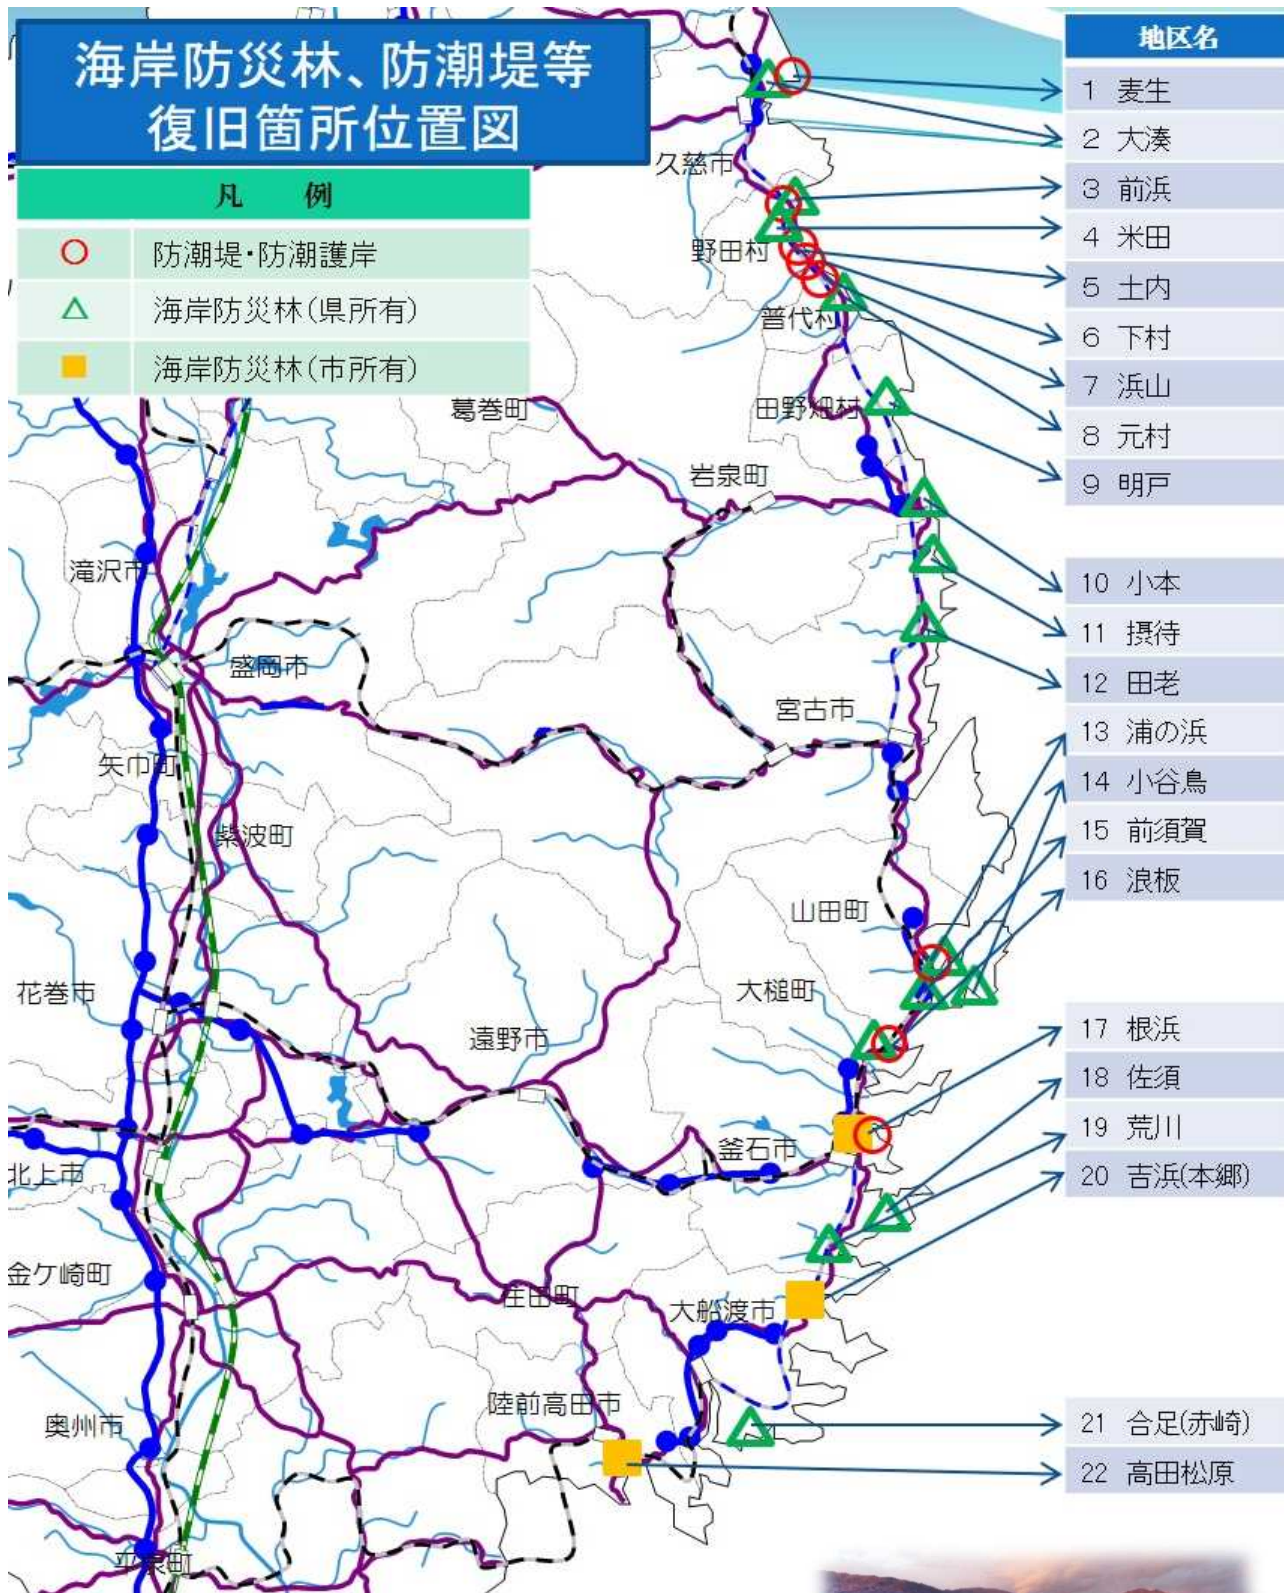 海岸防災林、防潮堤等
復旧箇所位置図
凡 例
防潮堤・防潮護岸
海岸防災林(県所有)
海岸防災林(市所有)
地区名
1 麦生
2 大湊
3 前浜
4 米田
5 土内
6 下村
7 浜山
8 元村
9 明戸
10 小本
11 摂待
12 田老
13 浦の浜
14 小谷鳥
15 前須賀
16 浪板
17 根浜
18 佐須
19 荒川
20 吉浜(本郷)
21 合足(赤崎)
22 高田松原
久慈市
野田村
普代村
葛巻町
田野畑村
岩泉町
滝沢市
盛岡市
宮古市
矢巾町
紫波町
山田町
花巻市
大槌町
遠野市
釜石市
北上市
金ケ崎町
住田町
大船渡市
陸前高田市
奥州市
平泉町